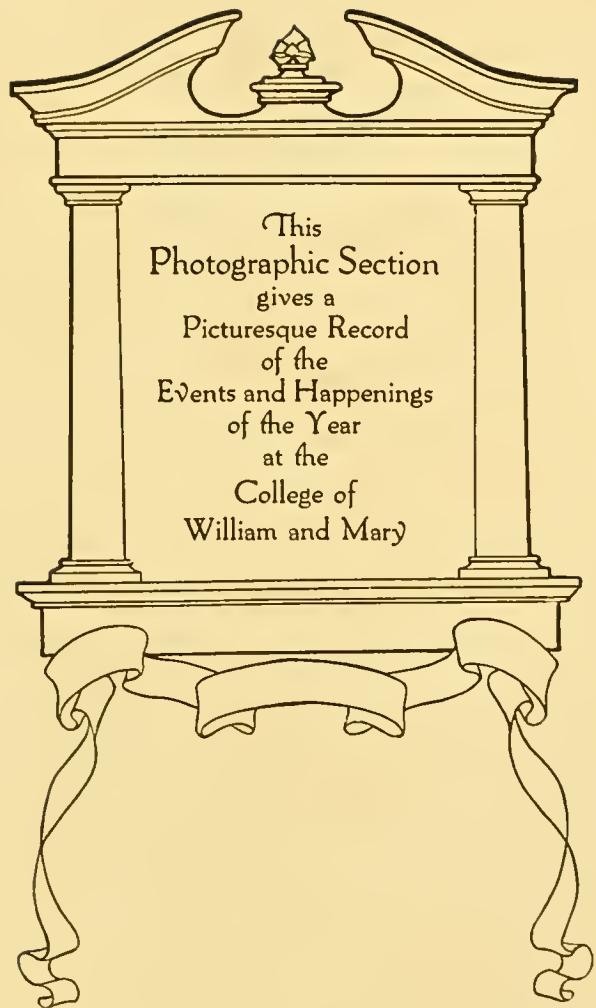 This
Photographic Section
gives a
Picturesque Record
of the
Events and Happenings
of the Year
at the
College of
William and Mary